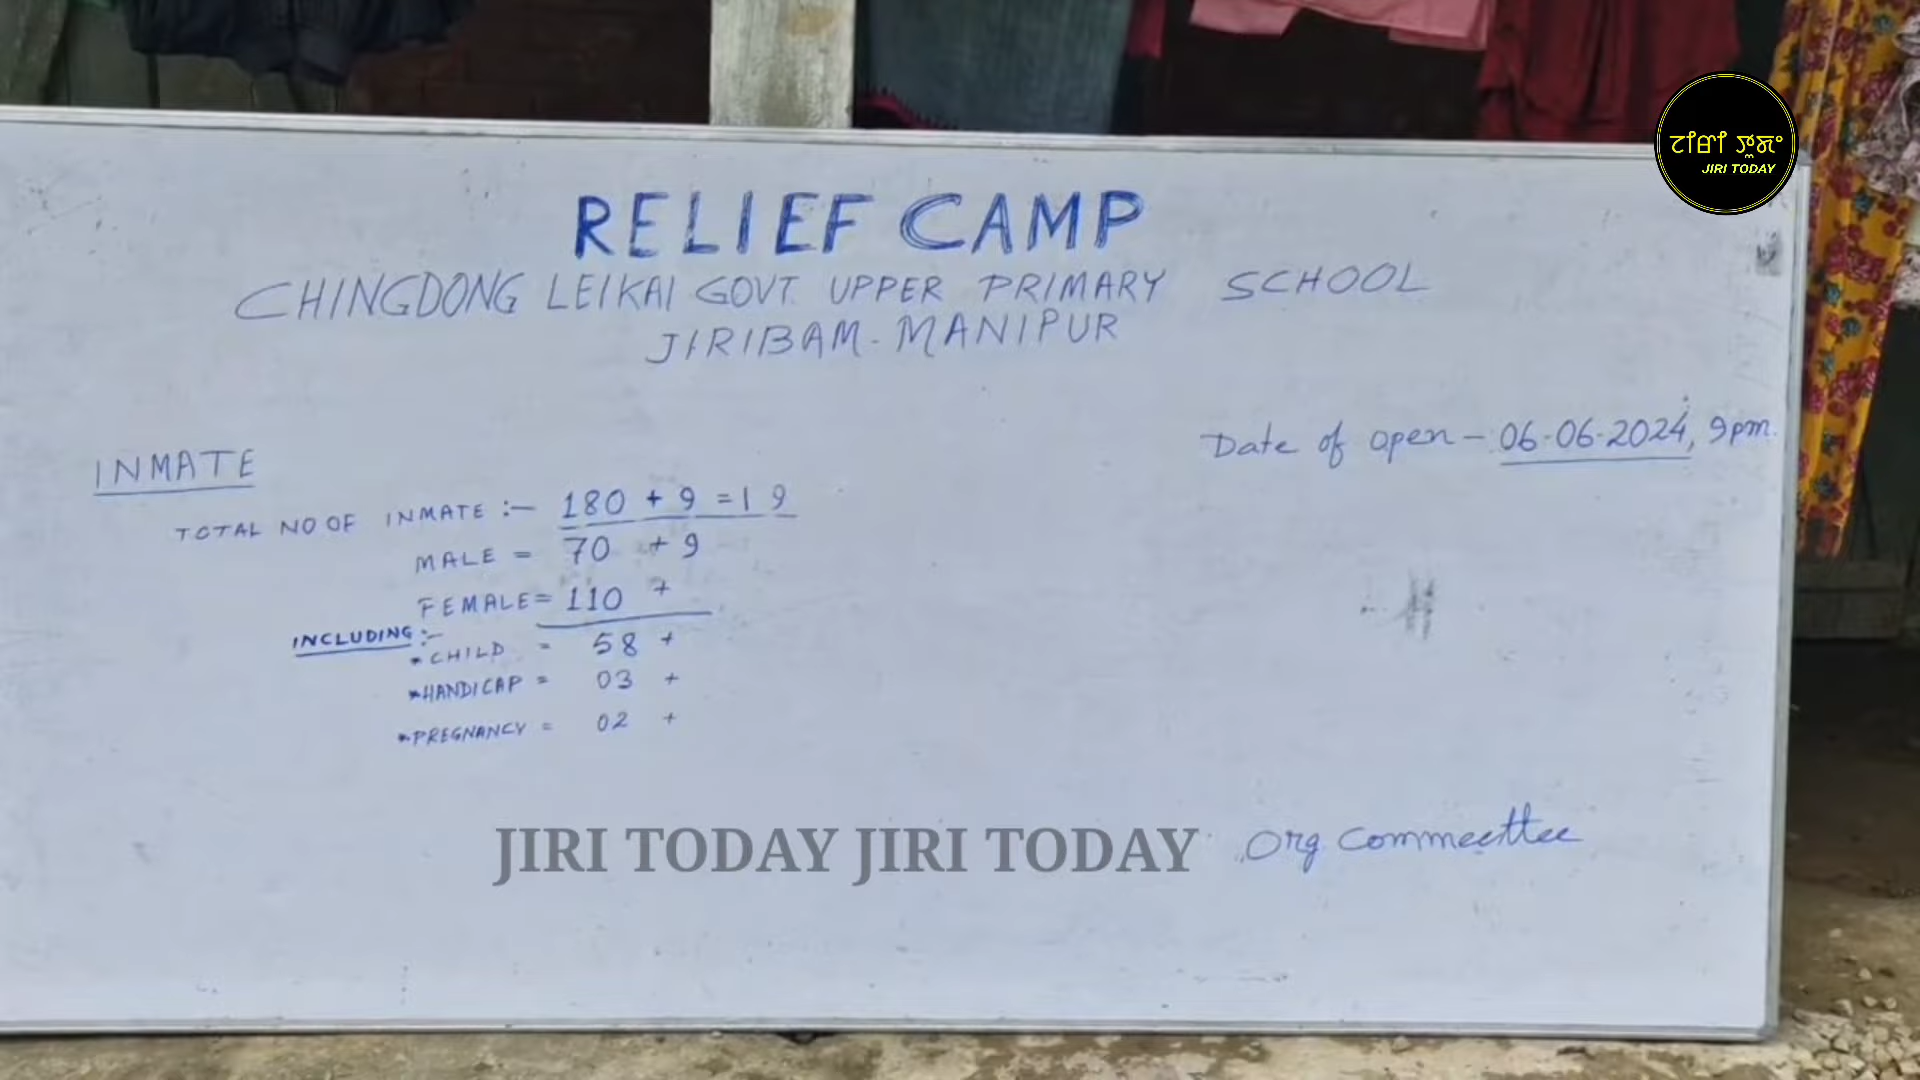 ꯖꯤꯔꯤ ꯇꯨꯗꯦ
JIRI TODAY
RELIEF CAMP
CHINGDONG LEIKAI GOVT. UPPER PRIMARY SCHOOL
JIRIBAM-MANIPUR
Date of open - 06-06-2024, 9pm.
INMATE
TOTAL NO OF INMATE :- 180 + 9 = 1 9
MALE = 70 + 9
FEMALE = 110 +
INCLUDING :-
*CHILD = 58 +
*HANDICAP = 03 +
*PREGNANCY = 02 +
JIRI TODAY JIRI TODAY
Org Commeettee